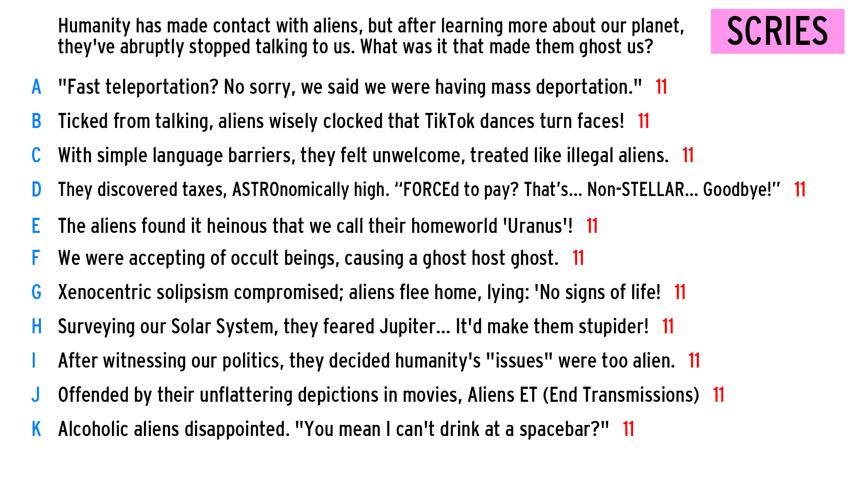 Humanity has made contact with aliens, but after learning more about our planet,
they've abruptly stopped talking to us. What was it that made them ghost us?
SCRIES
A "Fast teleportation? No sorry, we said we were having mass deportation." 11
B Ticked from talking, aliens wisely clocked that TikTok dances turn faces! 11
C With simple language barriers, they felt unwelcome, treated like illegal aliens. 11
D They discovered taxes, ASTROnomically high. “FORCEd to pay? That’s... Non-STELLAR... Goodbye!” 11
E The aliens found it heinous that we call their homeworld 'Uranus'! 11
F We were accepting of occult beings, causing a ghost host ghost. 11
G Xenocentric solipsism compromised; aliens flee home, lying: 'No signs of life! 11
H Surveying our Solar System, they feared Jupiter... It'd make them stupider! 11
I After witnessing our politics, they decided humanity's "issues" were too alien. 11
J Offended by their unflattering depictions in movies, Aliens ET (End Transmissions) 11
K Alcoholic aliens disappointed. "You mean I can't drink at a spacebar?" 11